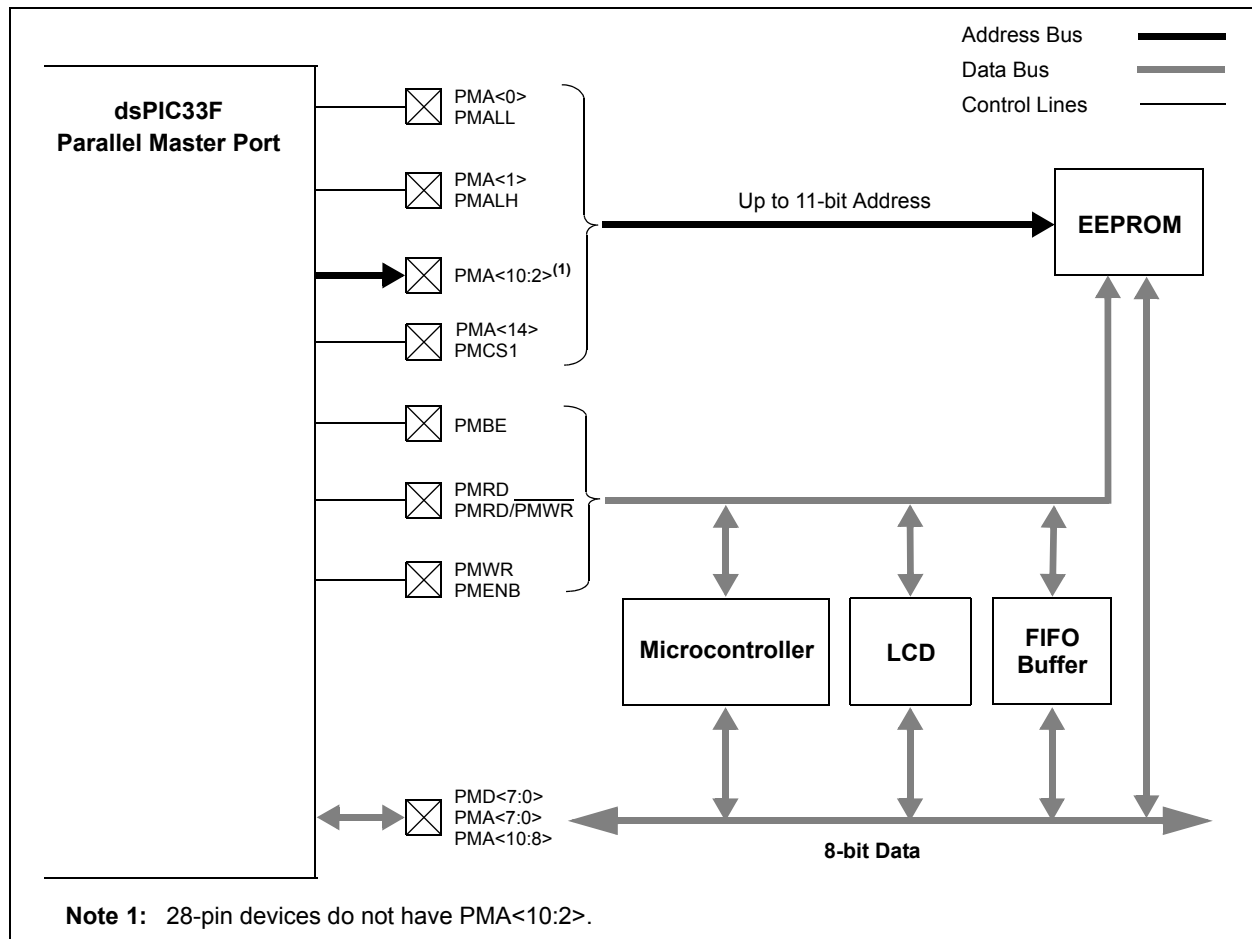 Address Bus
Data Bus
Control Lines
dsPIC33F
Parallel Master Port
PMA<0>
PMALL
PMA<1>
PMALH
Up to 11-bit Address
EEPROM
PMA<10:2>(1)
PMA<14>
PMCS1
PMBE
PMRD
PMRD/P̅M̅W̅R̅
PMWR
PMENB
Microcontroller
LCD
FIFO
Buffer
PMD<7:0>
PMA<7:0>
PMA<10:8>
8-bit Data
Note 1: 28-pin devices do not have PMA<10:2>.